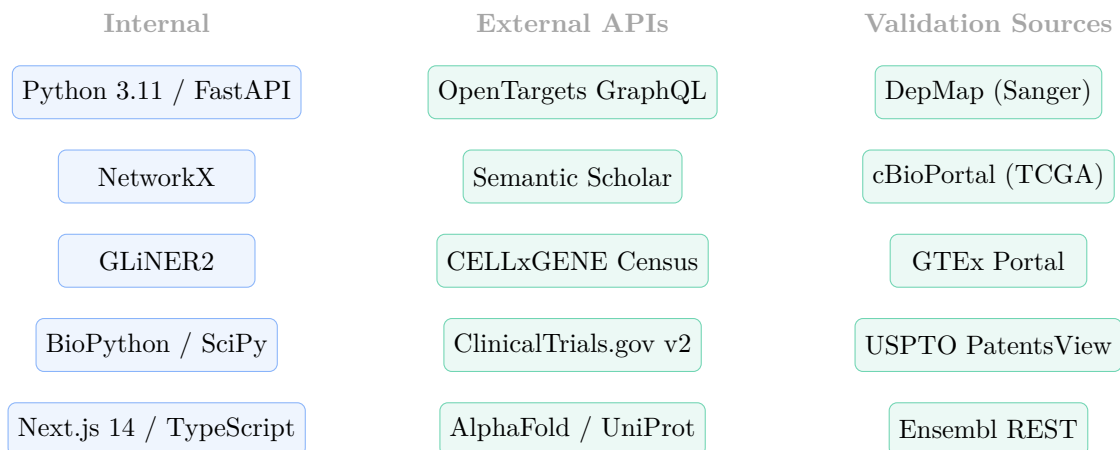 Internal
External APIs
Validation Sources
Python 3.11 / FastAPI
OpenTargets GraphQL
DepMap (Sanger)
NetworkX
Semantic Scholar
cBioPortal (TCGA)
GLiNER2
CELLxGENE Census
GTEx Portal
BioPython / SciPy
ClinicalTrials.gov v2
USPTO PatentsView
Next.js 14 / TypeScript
AlphaFold / UniProt
Ensembl REST